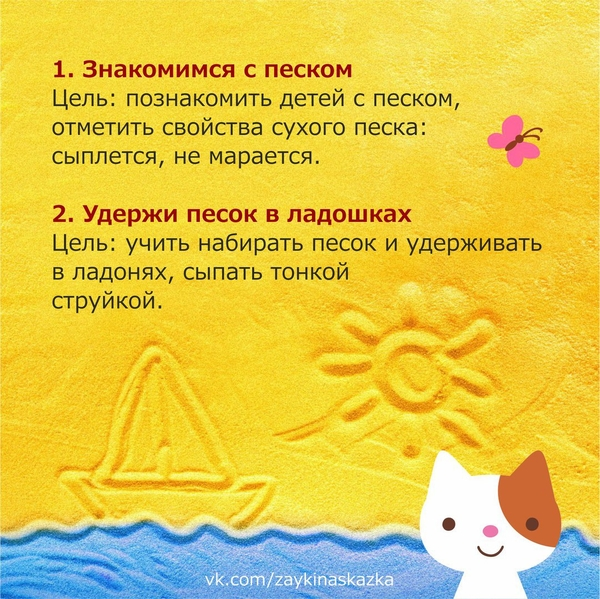 1. Знакомимся с песком
Цель: познакомить детей с песком,
отметить свойства сухого песка:
сыплется, не марается.
2. Удержи песок в ладошках
Цель: учить набирать песок и удерживать
в ладонях, сыпать тонкой
струйкой.
vk.com/zaykinaskazka